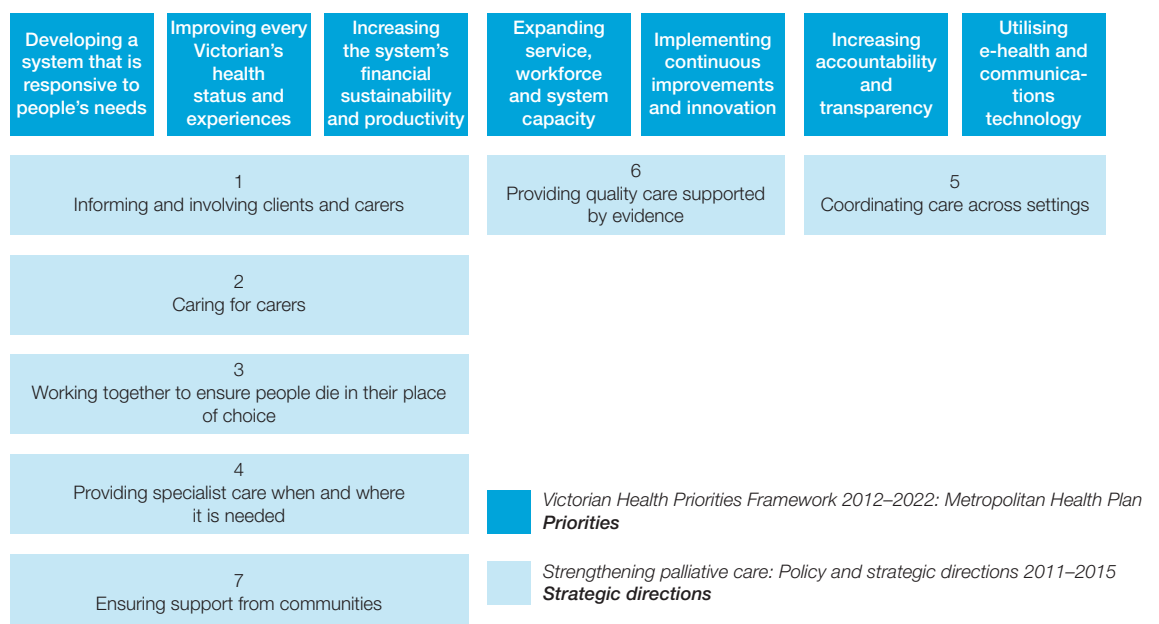 Developing a
system that is
responsive to
people's needs
Improving every
Victorian's
health
status and
experiences
Increasing
the system's
financial
sustainability
and productivity
Expanding
service,
workforce
and system
capacity
Implementing
continuous
improvements
and innovation
Increasing
accountability
and
transparency
Utilising
e-health and
communica-
tions
technology
1
Informing and involving clients and carers
6
Providing quality care supported
by evidence
5
Coordinating care across settings
2
Caring for carers
3
Working together to ensure people die in their place
of choice
4
Providing specialist care when and where
it is needed
7
Ensuring support from communities
Victorian Health Priorities Framework 2012–2022: Metropolitan Health Plan
Priorities
Strengthening palliative care: Policy and strategic directions 2011–2015
Strategic directions